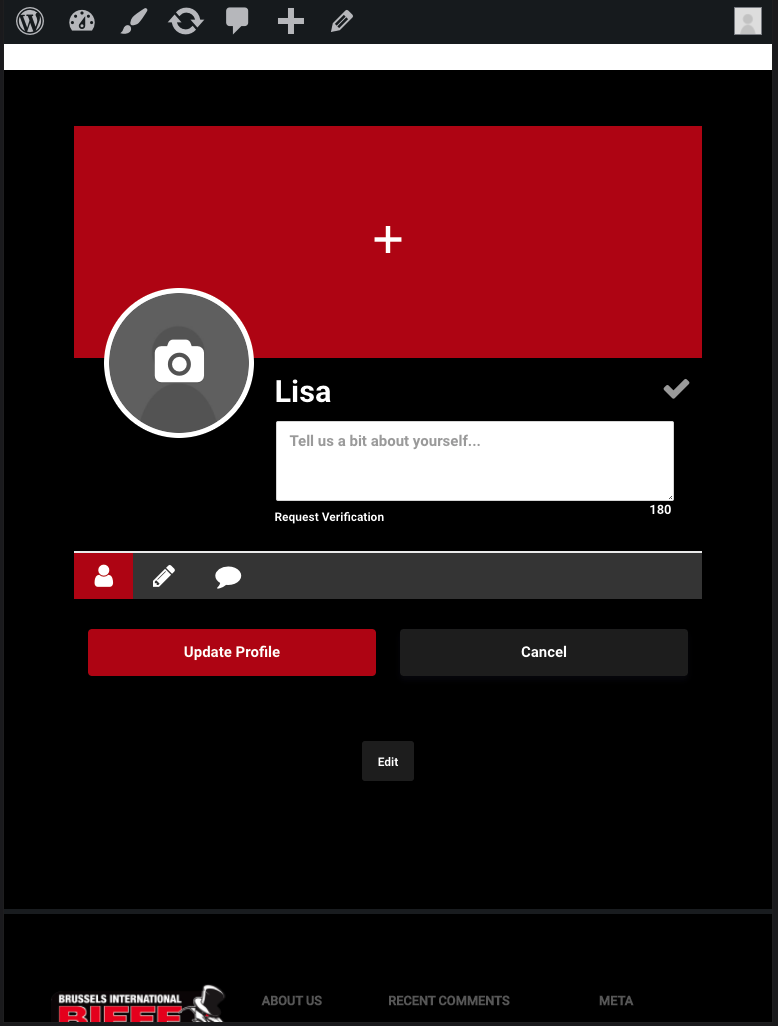 Lisa
Tell us a bit about yourself...
180
Request Verification
Update Profile
Cancel
Edit
BRUSSELS INTERNATIONAL
BIFFF
ABOUT US
RECENT COMMENTS
META